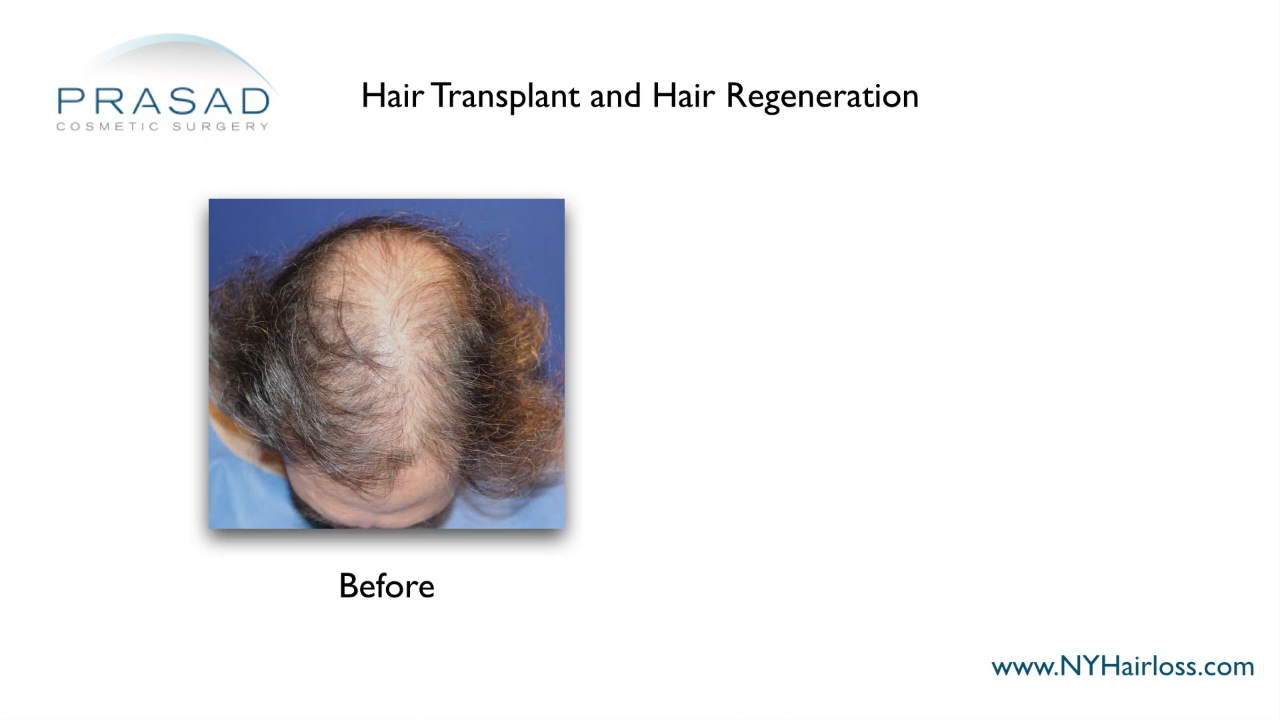 PRASAD
COSMETIC SURGERY
Hair Transplant and Hair Regeneration
Before
www.NYHairloss.com